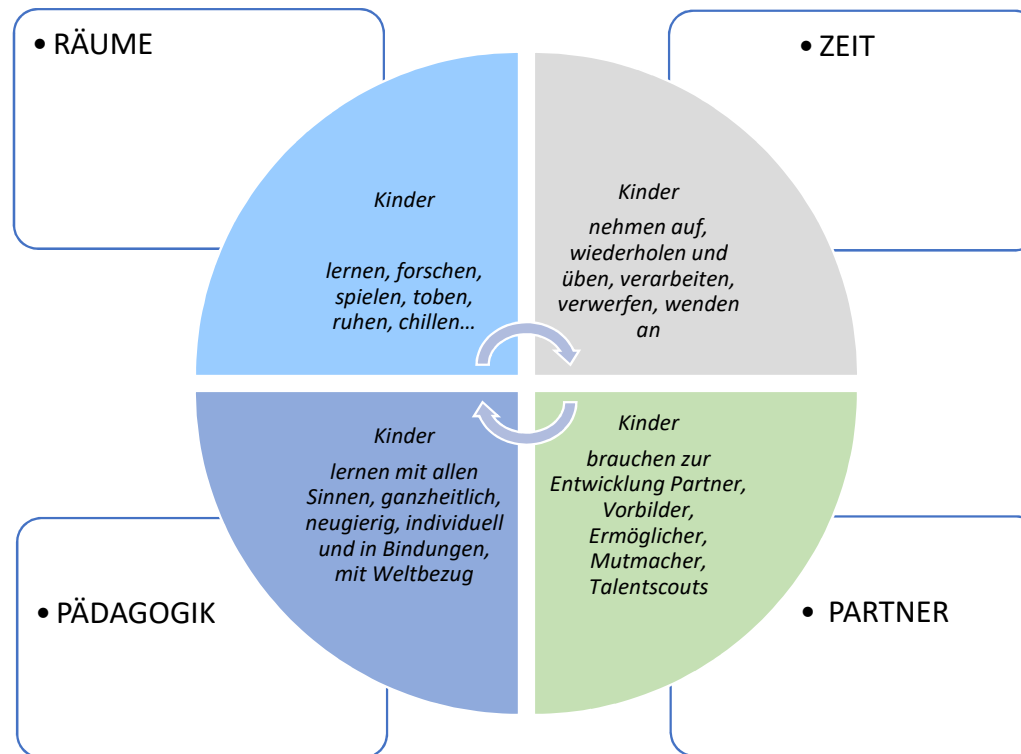 • RÄUME
• ZEIT
Kinder
lernen, forschen,
spielen, toben,
ruhen, chillen…
Kinder
nehmen auf,
wiederholen und
üben, verarbeiten,
verwerfen, wenden
an
Kinder
lernen mit allen
Sinnen, ganzheitlich,
neugierig, individuell
und in Bindungen,
mit Weltbezug
Kinder
brauchen zur
Entwicklung Partner,
Vorbilder,
Ermöglicher,
Mutmacher,
Talentscouts
• PÄDAGOGIK
• PARTNER